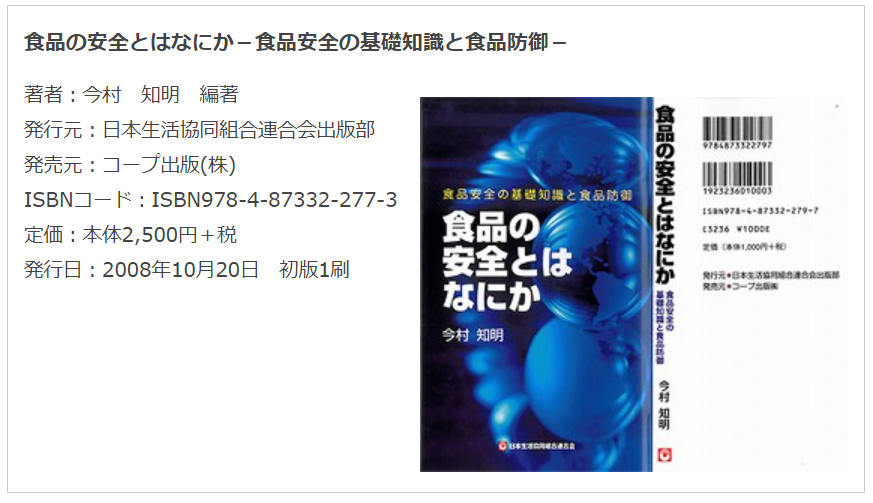 食品の安全とはなにか－食品安全の基礎知識と食品防御－
著者：今村　知明　編著
発行元：日本生活協同組合連合会出版部
発売元：コープ出版(株)
ISBNコード：ISBN978-4-87332-277-3
定価：本体2,500円＋税
発行日：2008年10月20日　初版1刷
食品安全の基礎知識と食品防御
食品の
安全とは
なにか
今村 知明
日本生活協同組合連合会
食品の安全とはなにか
食品安全の
基礎知識と食品防御
今村 知明
9784873322797
1923236010003
ISBN978-4-87332-279-7
C3236 ¥1000E
定価（本体1,000円＋税）
発行元●日本生活協同組合連合会出版部
発売元●コープ出版㈱